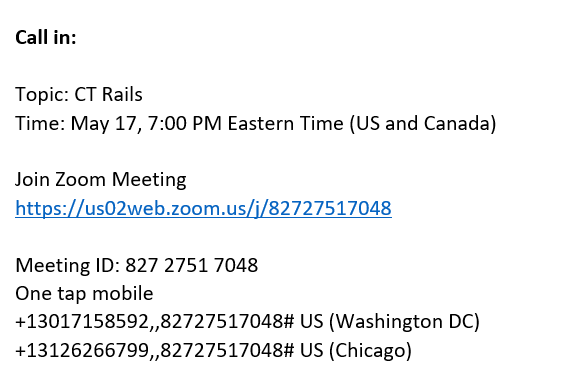 Call in:
Topic: CT Rails
Time: May 17, 7:00 PM Eastern Time (US and Canada)
Join Zoom Meeting
https://us02web.zoom.us/j/82727517048
Meeting ID: 827 2751 7048
One tap mobile
+13017158592,,82727517048# US (Washington DC)
+13126266799,,82727517048# US (Chicago)